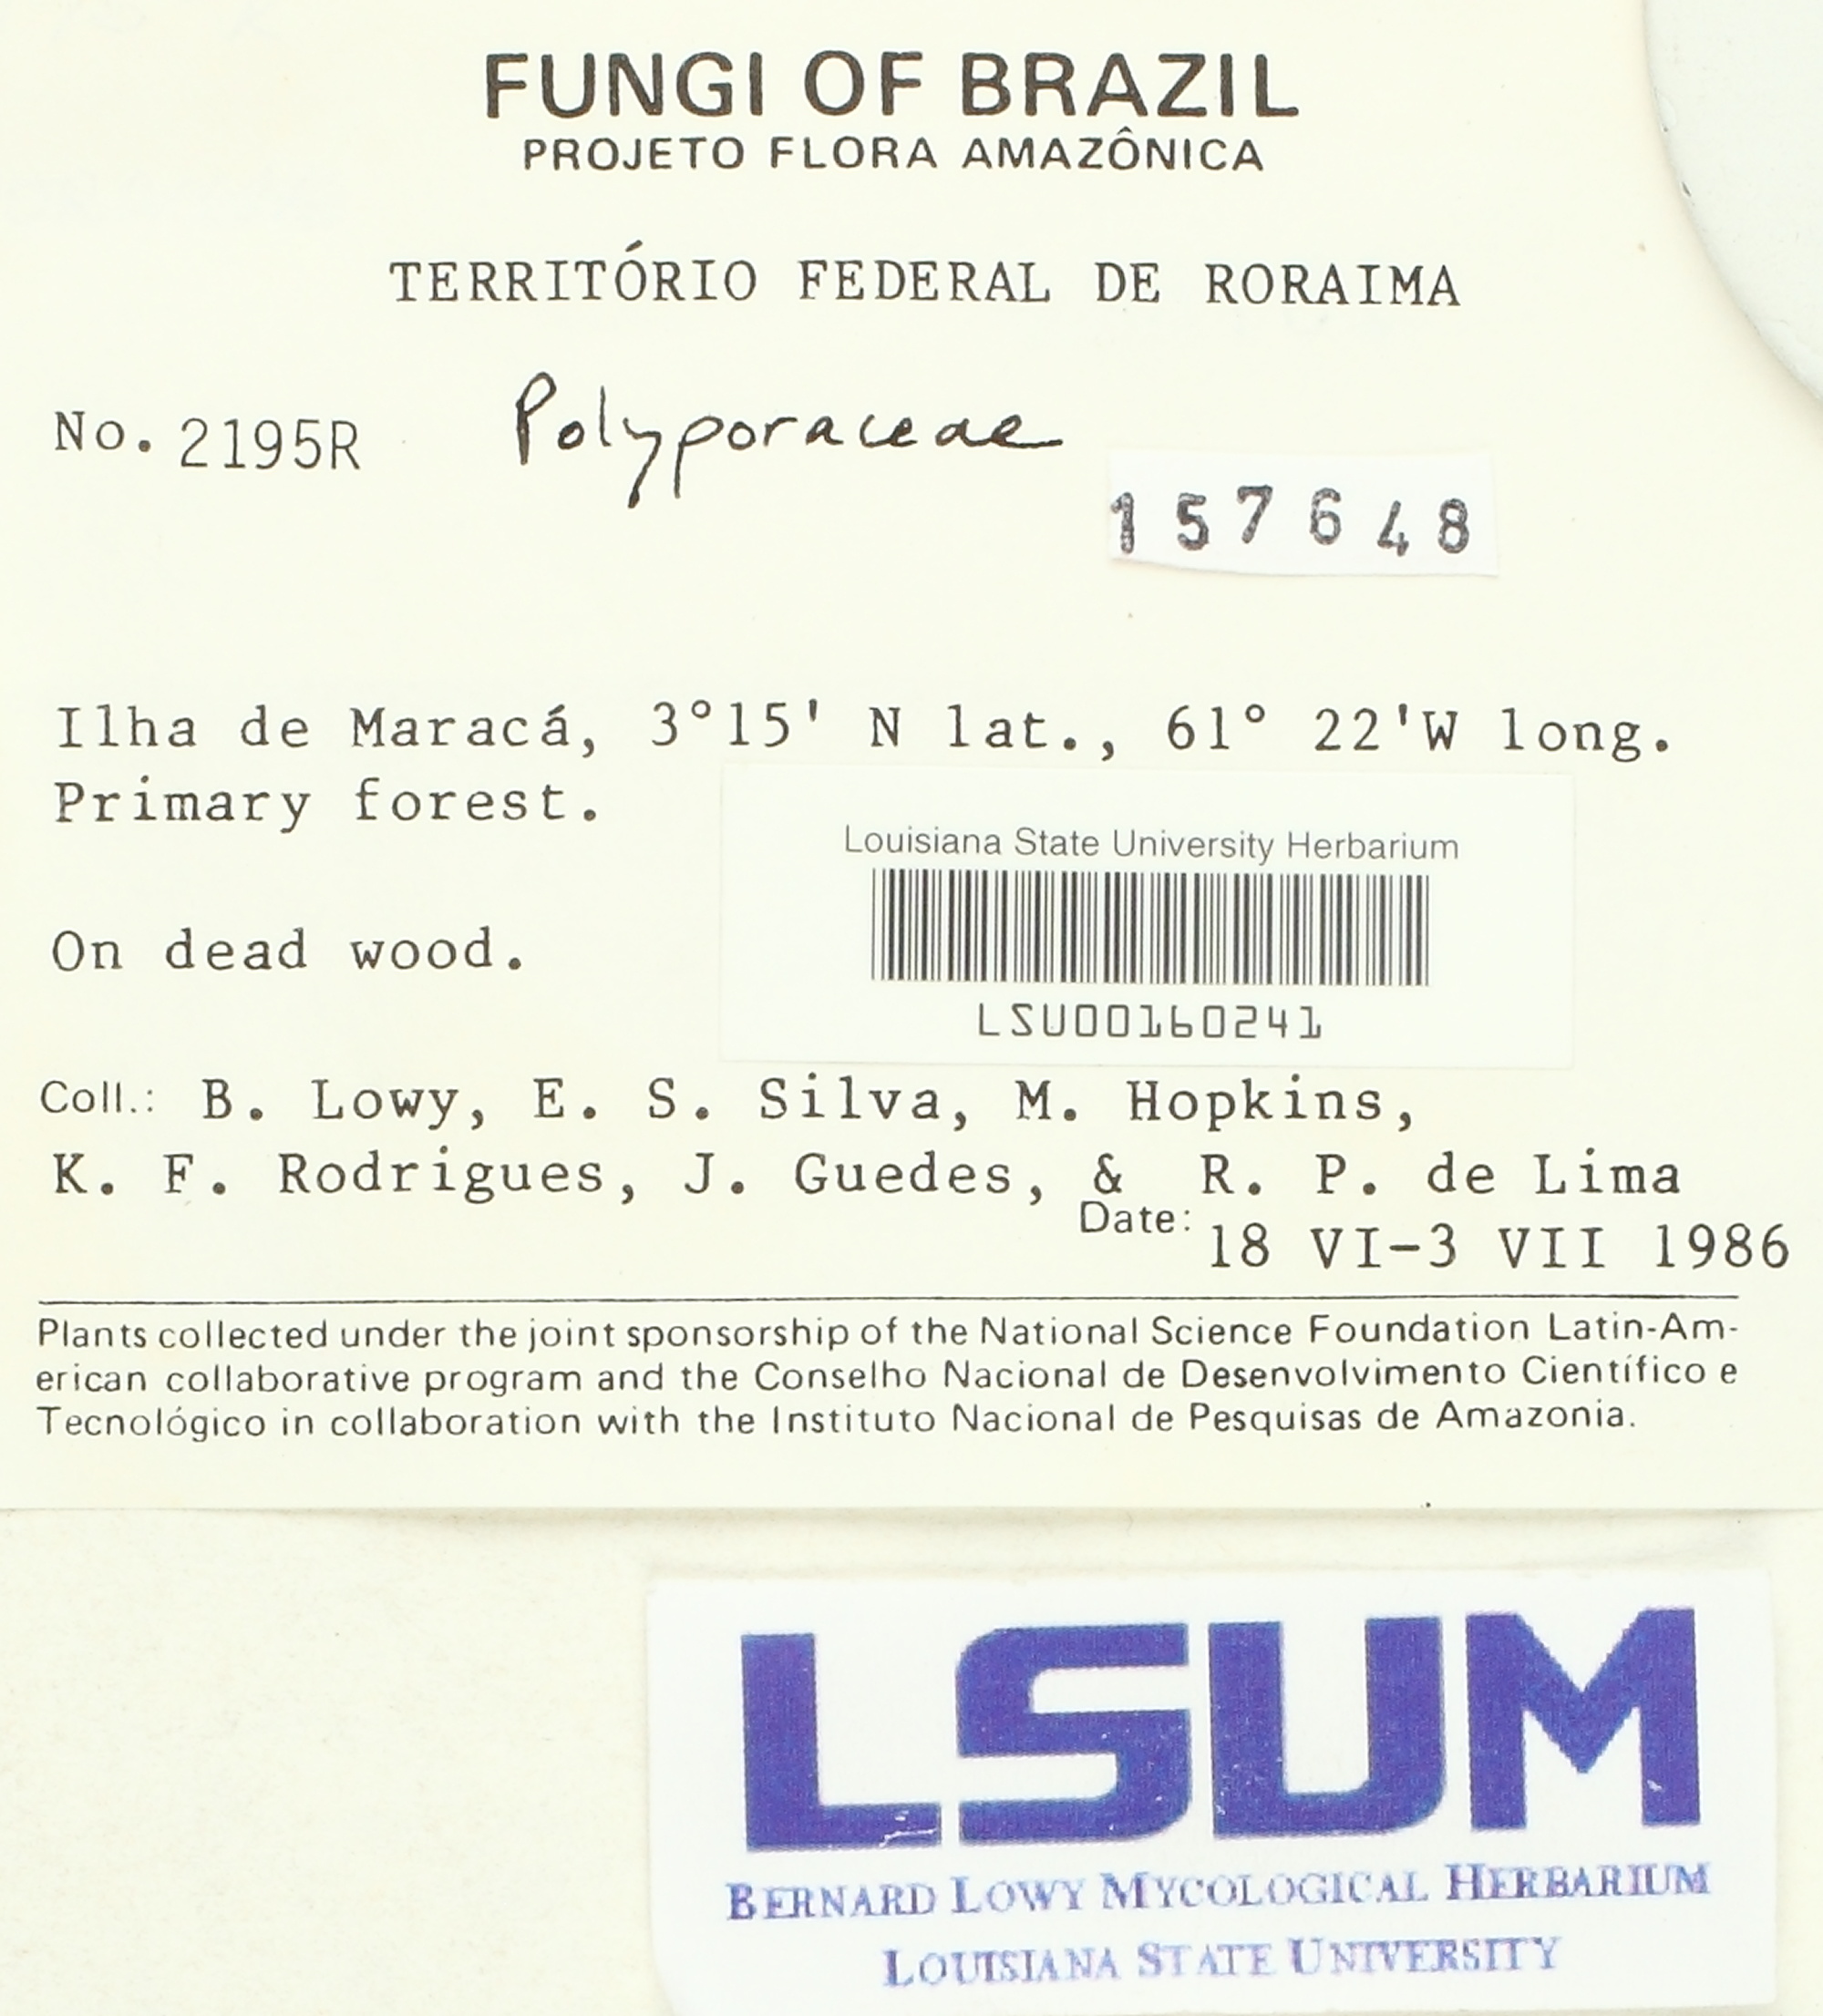 FUNGI OF BRAZIL
PROJETO FLORA AMAZÔNICA
TERRITÓRIO FEDERAL DE RORAIMA
No. 2195R Polyporaceae
157648
Ilha de Maracá, 3°15' N lat., 61° 22'W long.
Primary forest.
Louisiana State University Herbarium
On dead wood.
LSU00160241
Coll.: B. Lowy, E. S. Silva, M. Hopkins,
K. F. Rodrigues, J. Guedes, & R. P. de Lima
Date: 18 VI-3 VII 1986
Plants collected under the joint sponsorship of the National Science Foundation Latin-Am-
erican collaborative program and the Conselho Nacional de Desenvolvimento Científico e
Tecnológico in collaboration with the Instituto Nacional de Pesquisas de Amazonia.
LSUM
BERNARD LOWY MYCOLOGICAL HERBARIUM
LOUISIANA STATE UNIVERSITY